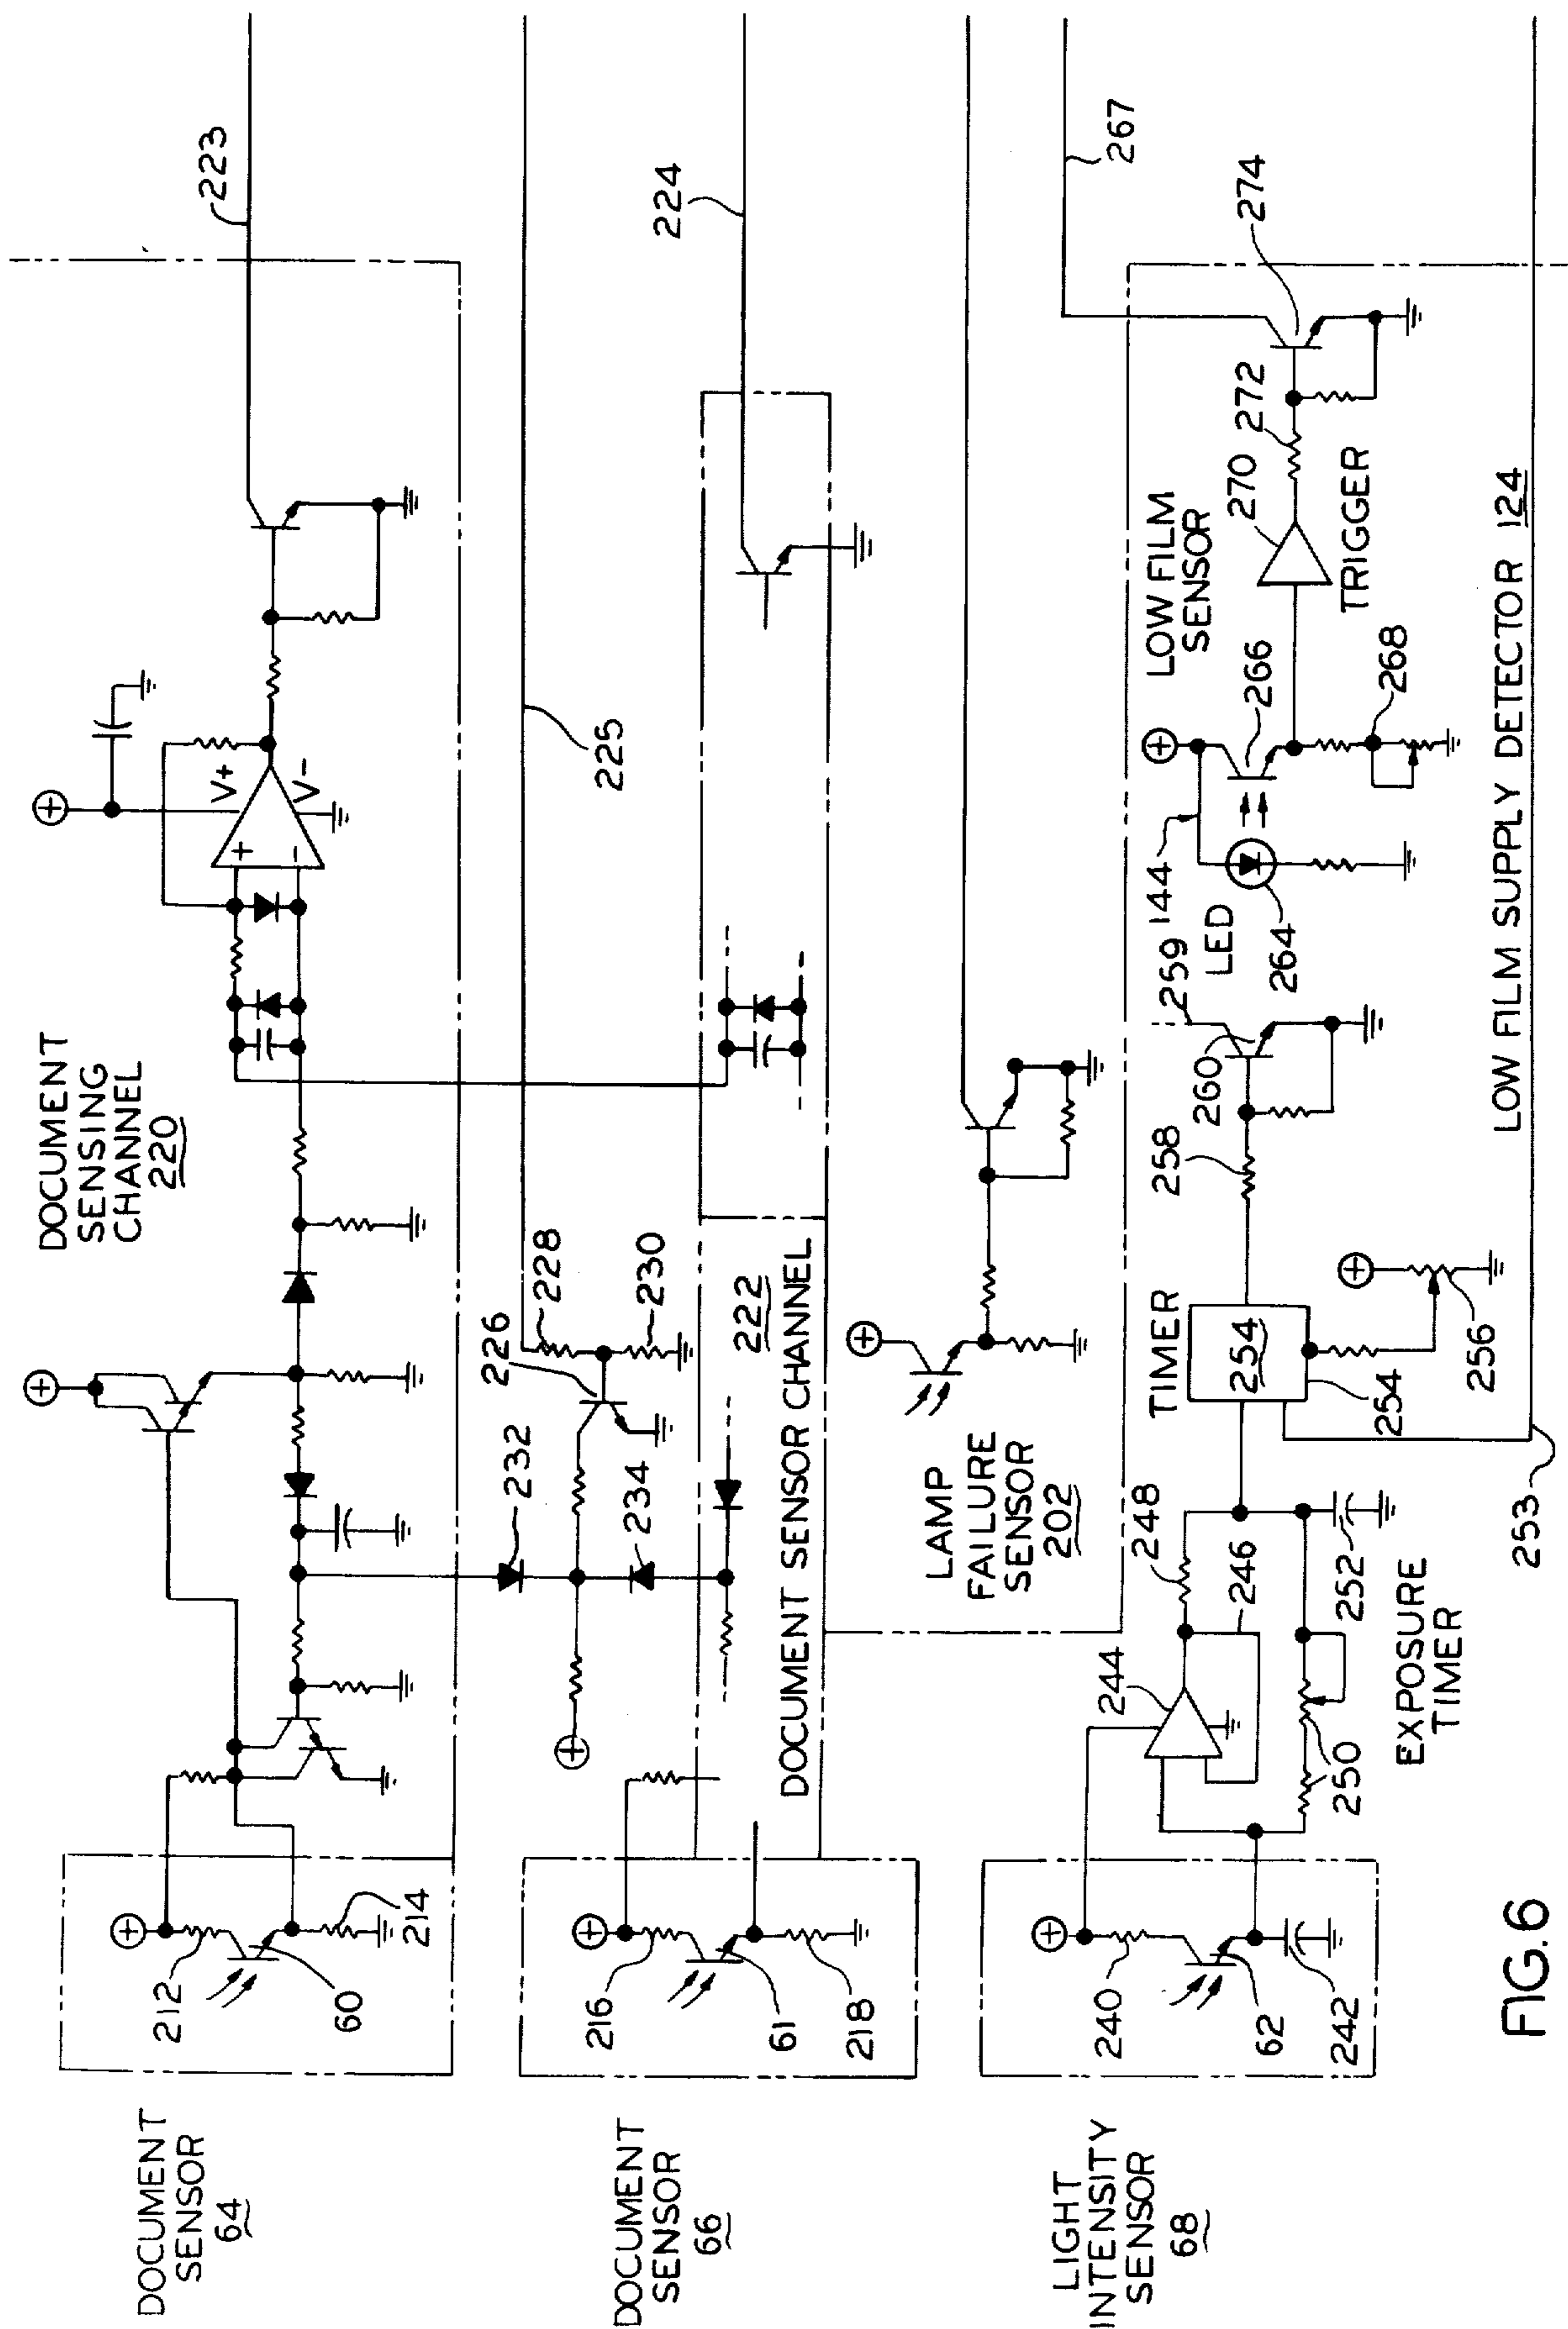 DOCUMENT
SENSOR
64
212
60
214
DOCUMENT
SENSING
CHANNEL
220
V+
V-
+
-
223
DOCUMENT
SENSOR
66
216
61
218
232
234
226
228
230
225
DOCUMENT SENSOR CHANNEL 222
224
LAMP
FAILURE
SENSOR
202
LIGHT
INTENSITY
SENSOR
68
240
62
242
244
246
248
250
252
EXPOSURE
TIMER
TIMER
254
254
256
253
258
260
259
LED
264
144
LOW FILM
SENSOR
266
268
270
TRIGGER
272
274
267
LOW FILM SUPPLY DETECTOR 124
FIG.6